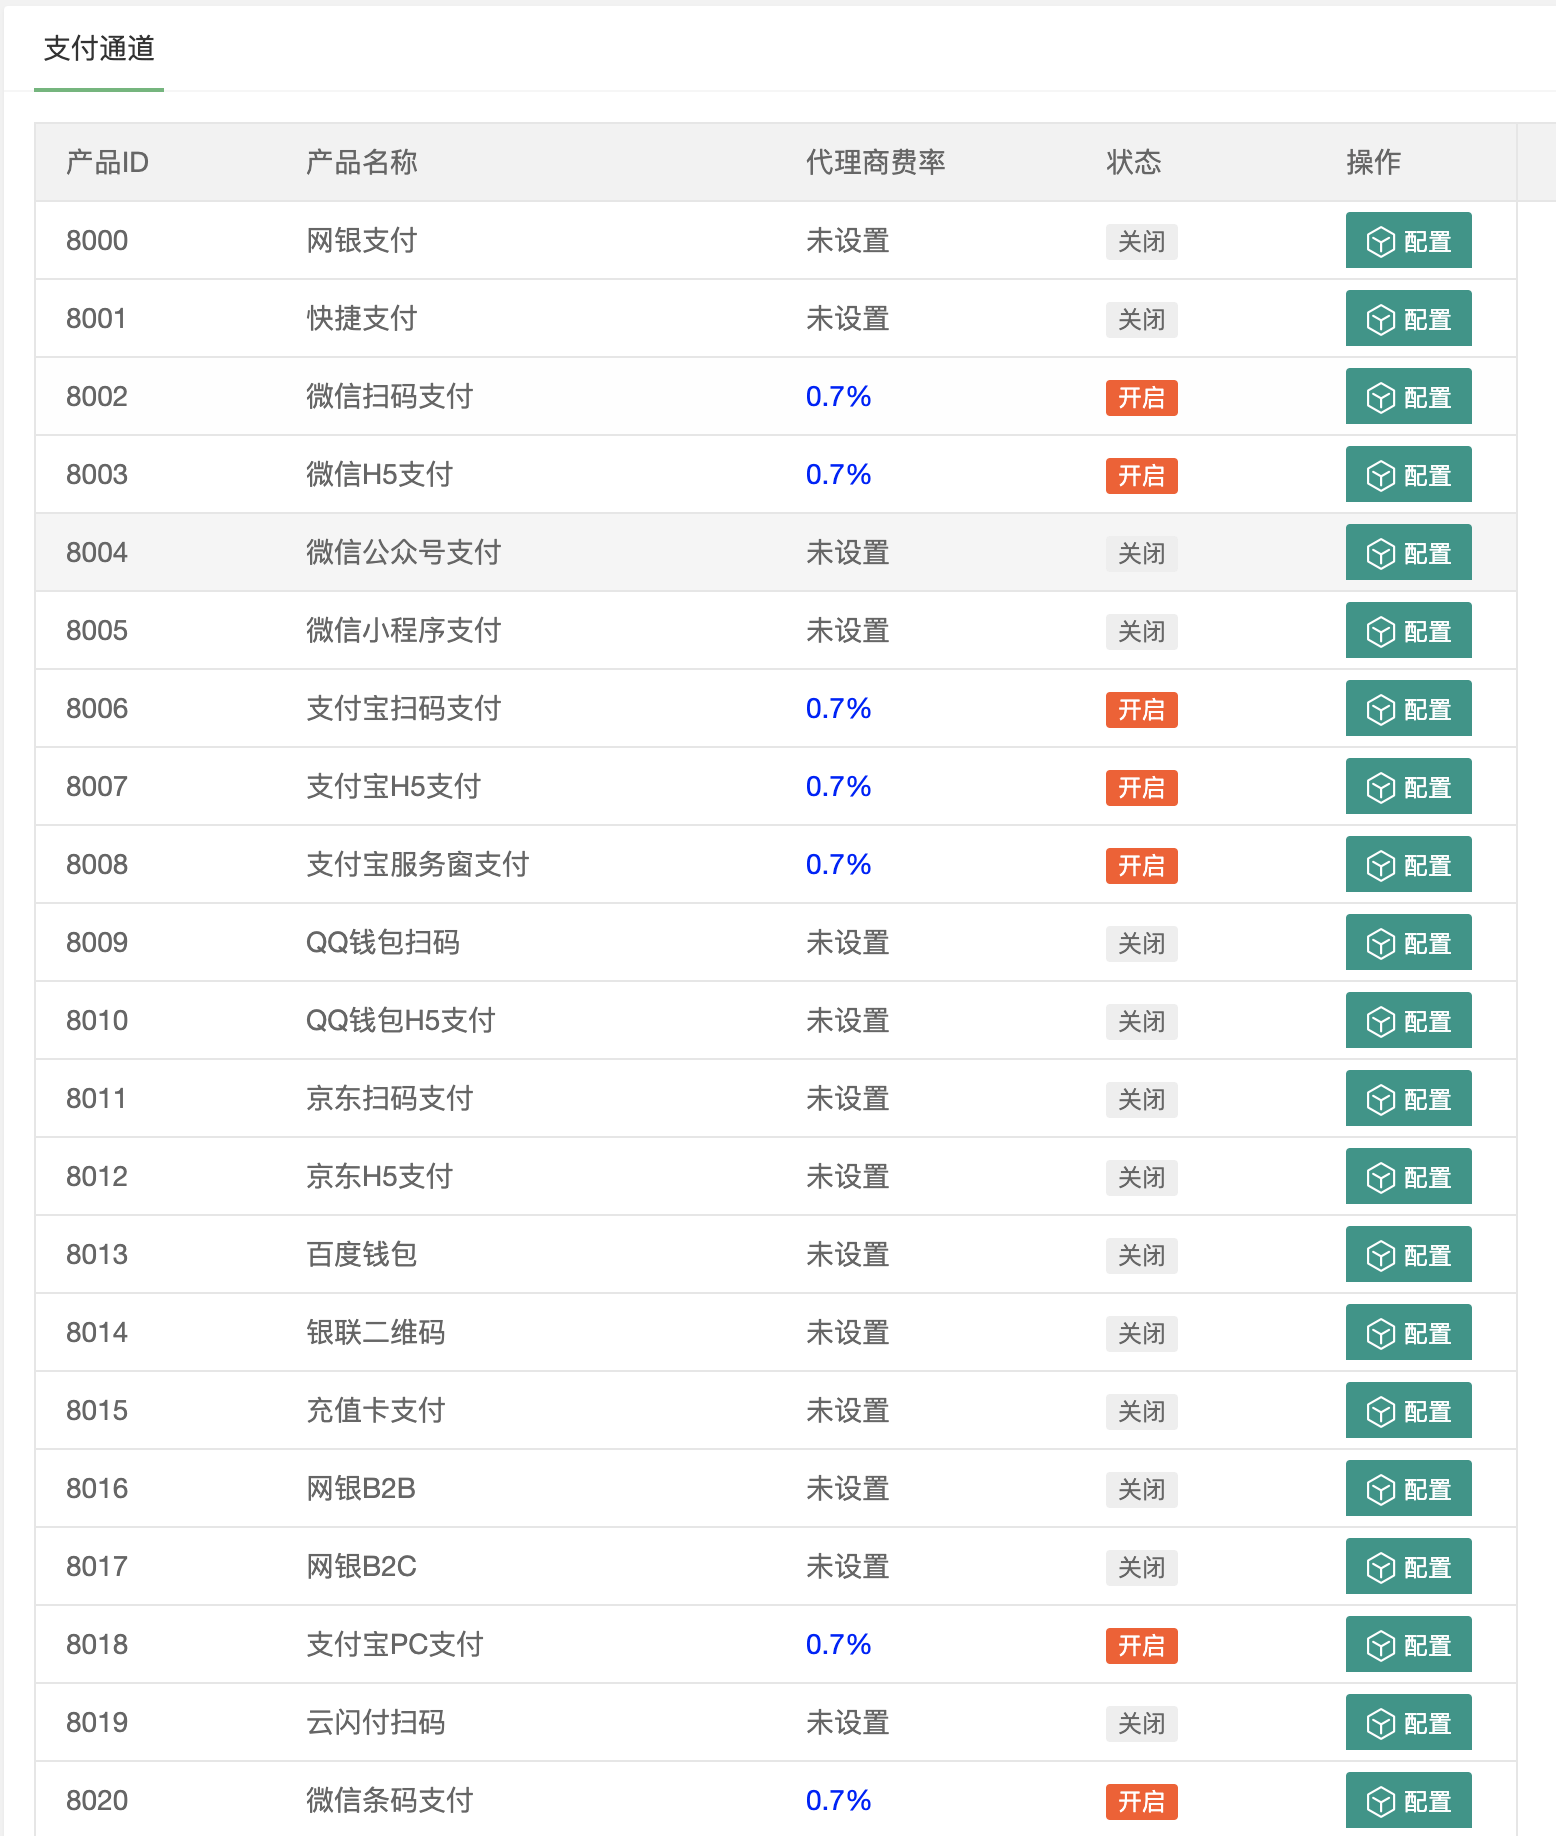 支付通道
产品ID 产品名称 代理商费率 状态 操作
8000 网银支付 未设置 关闭 配置
8001 快捷支付 未设置 关闭 配置
8002 微信扫码支付 0.7% 开启 配置
8003 微信H5支付 0.7% 开启 配置
8004 微信公众号支付 未设置 关闭 配置
8005 微信小程序支付 未设置 关闭 配置
8006 支付宝扫码支付 0.7% 开启 配置
8007 支付宝H5支付 0.7% 开启 配置
8008 支付宝服务窗支付 0.7% 开启 配置
8009 QQ钱包扫码 未设置 关闭 配置
8010 QQ钱包H5支付 未设置 关闭 配置
8011 京东扫码支付 未设置 关闭 配置
8012 京东H5支付 未设置 关闭 配置
8013 百度钱包 未设置 关闭 配置
8014 银联二维码 未设置 关闭 配置
8015 充值卡支付 未设置 关闭 配置
8016 网银B2B 未设置 关闭 配置
8017 网银B2C 未设置 关闭 配置
8018 支付宝PC支付 0.7% 开启 配置
8019 云闪付扫码 未设置 关闭 配置
8020 微信条码支付 0.7% 开启 配置